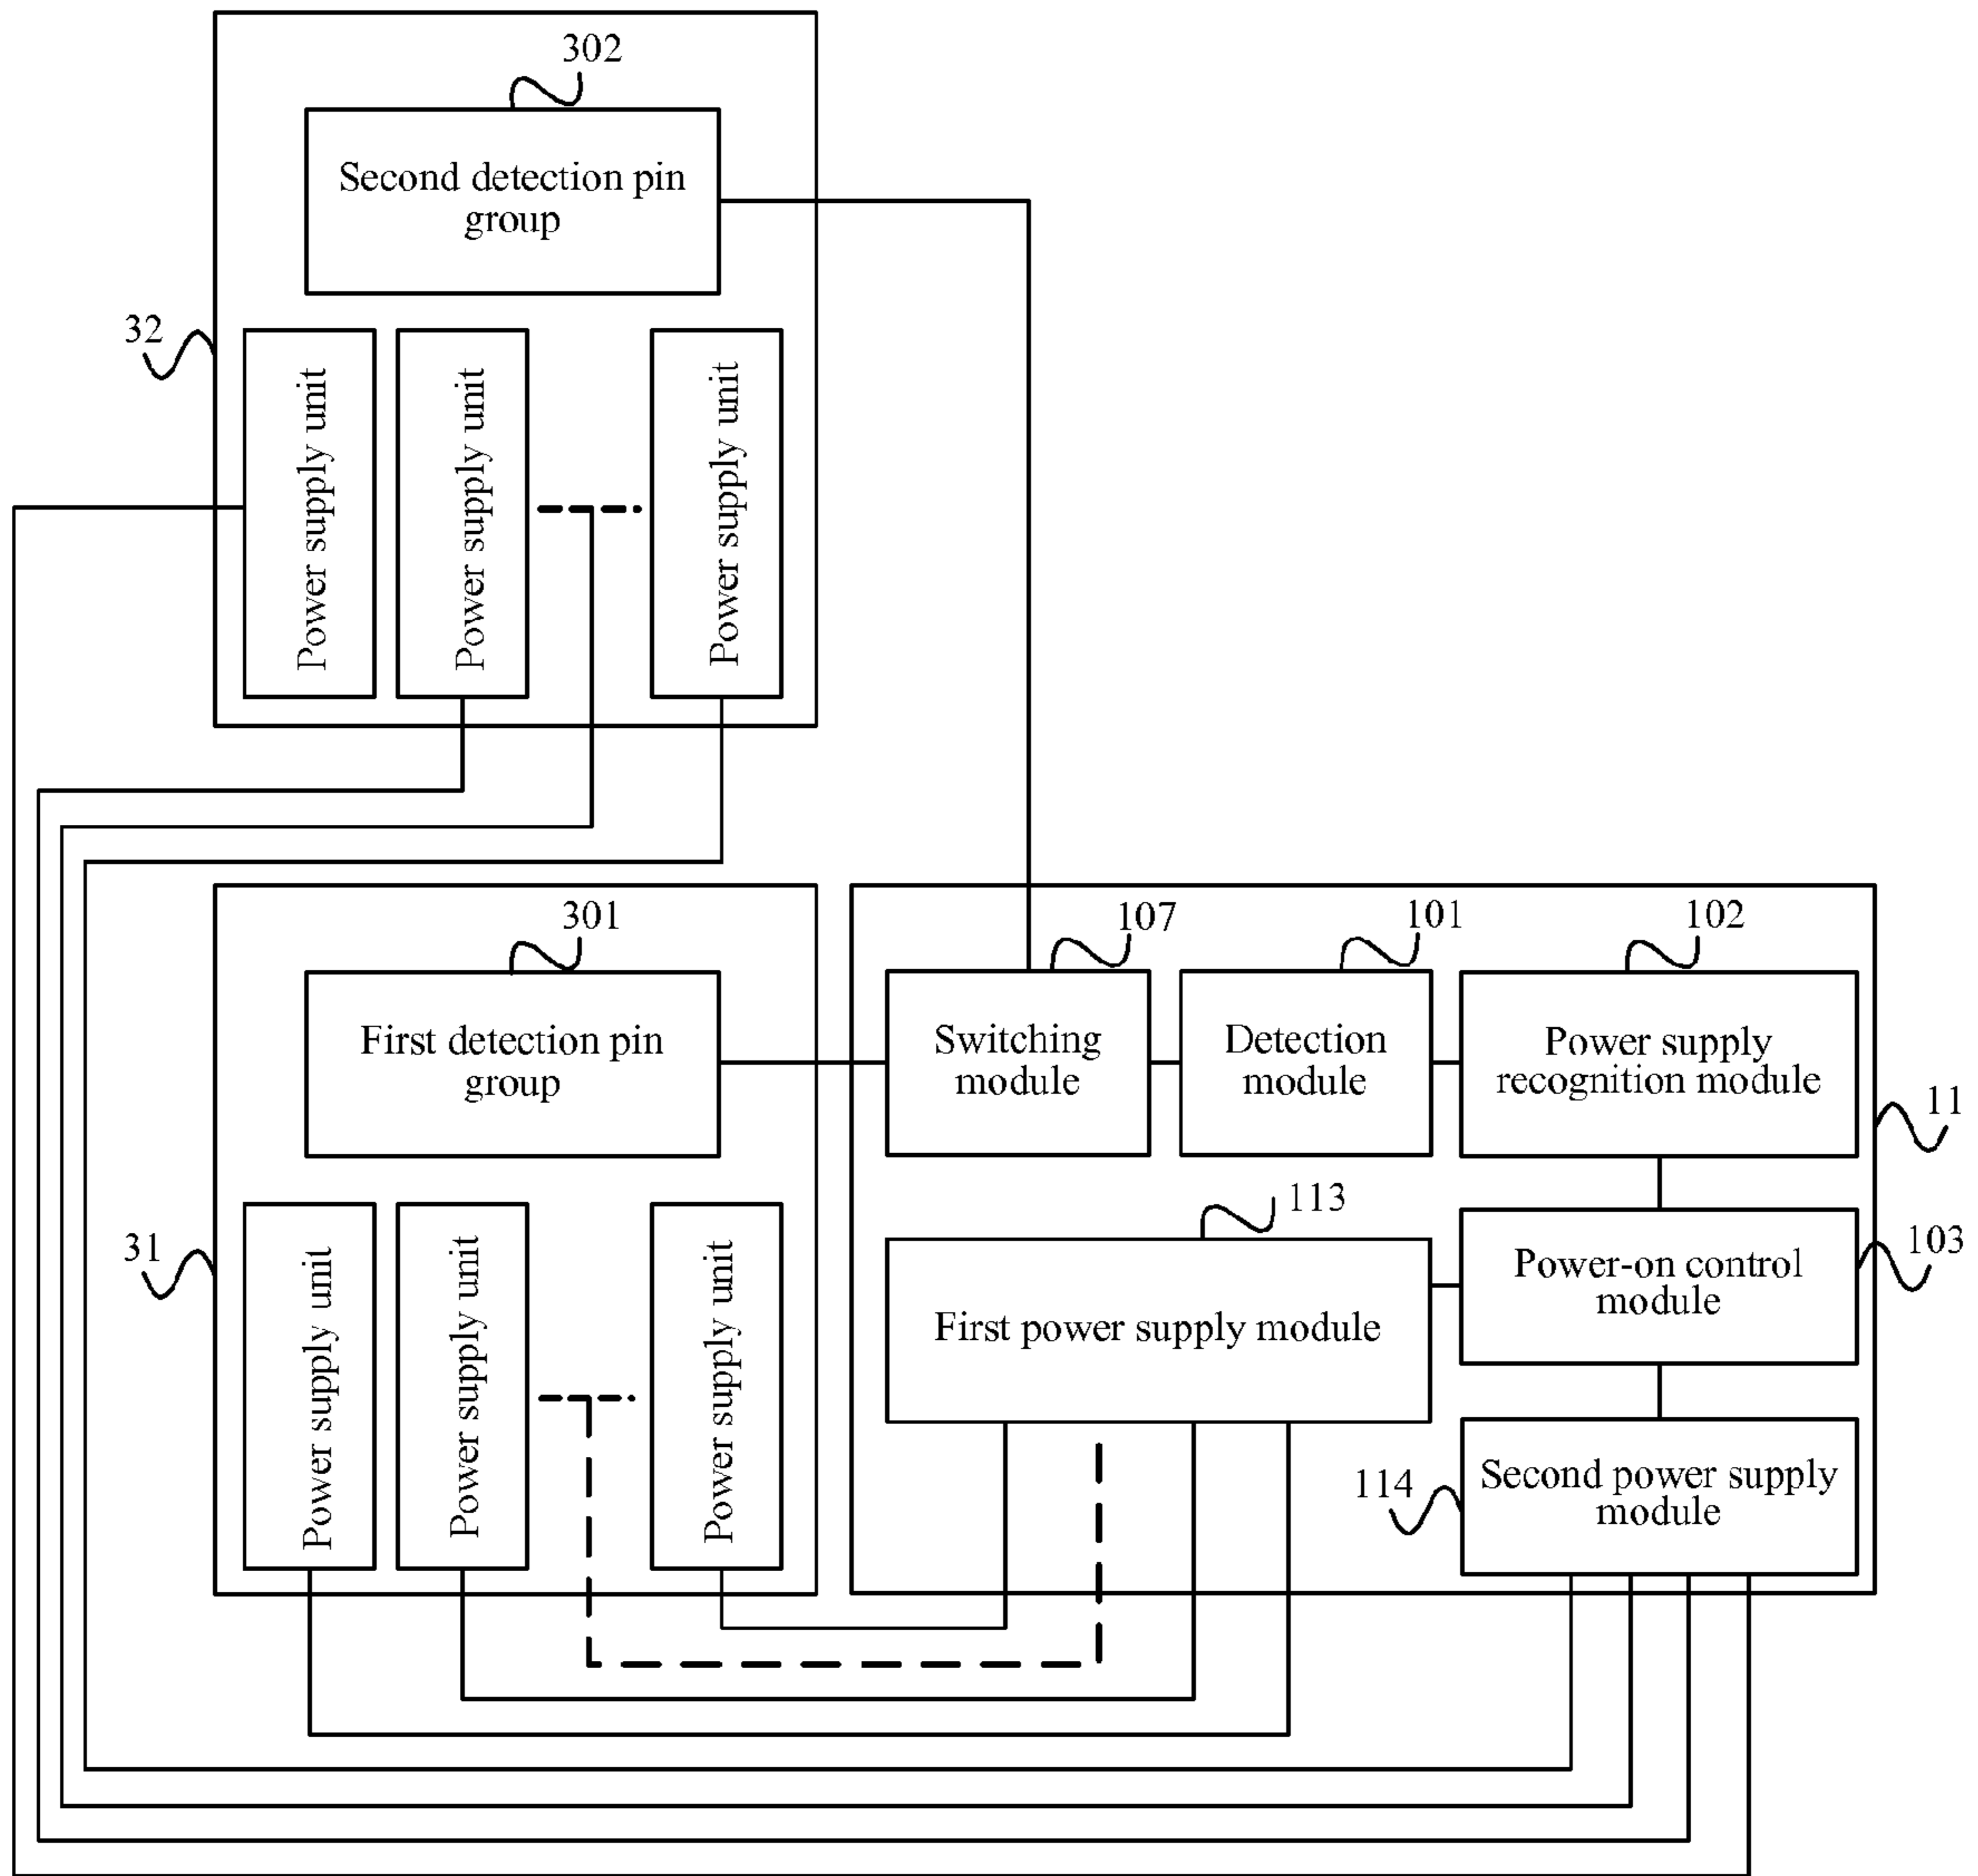 302
Second detection pin
group
32
Power supply unit
Power supply unit
Power supply unit
301
First detection pin
group
31
Power supply unit
Power supply unit
Power supply unit
107
101
102
Switching
module
Detection
module
Power supply
recognition module
11
113
First power supply module
103
Power-on control
module
114
Second power supply
module